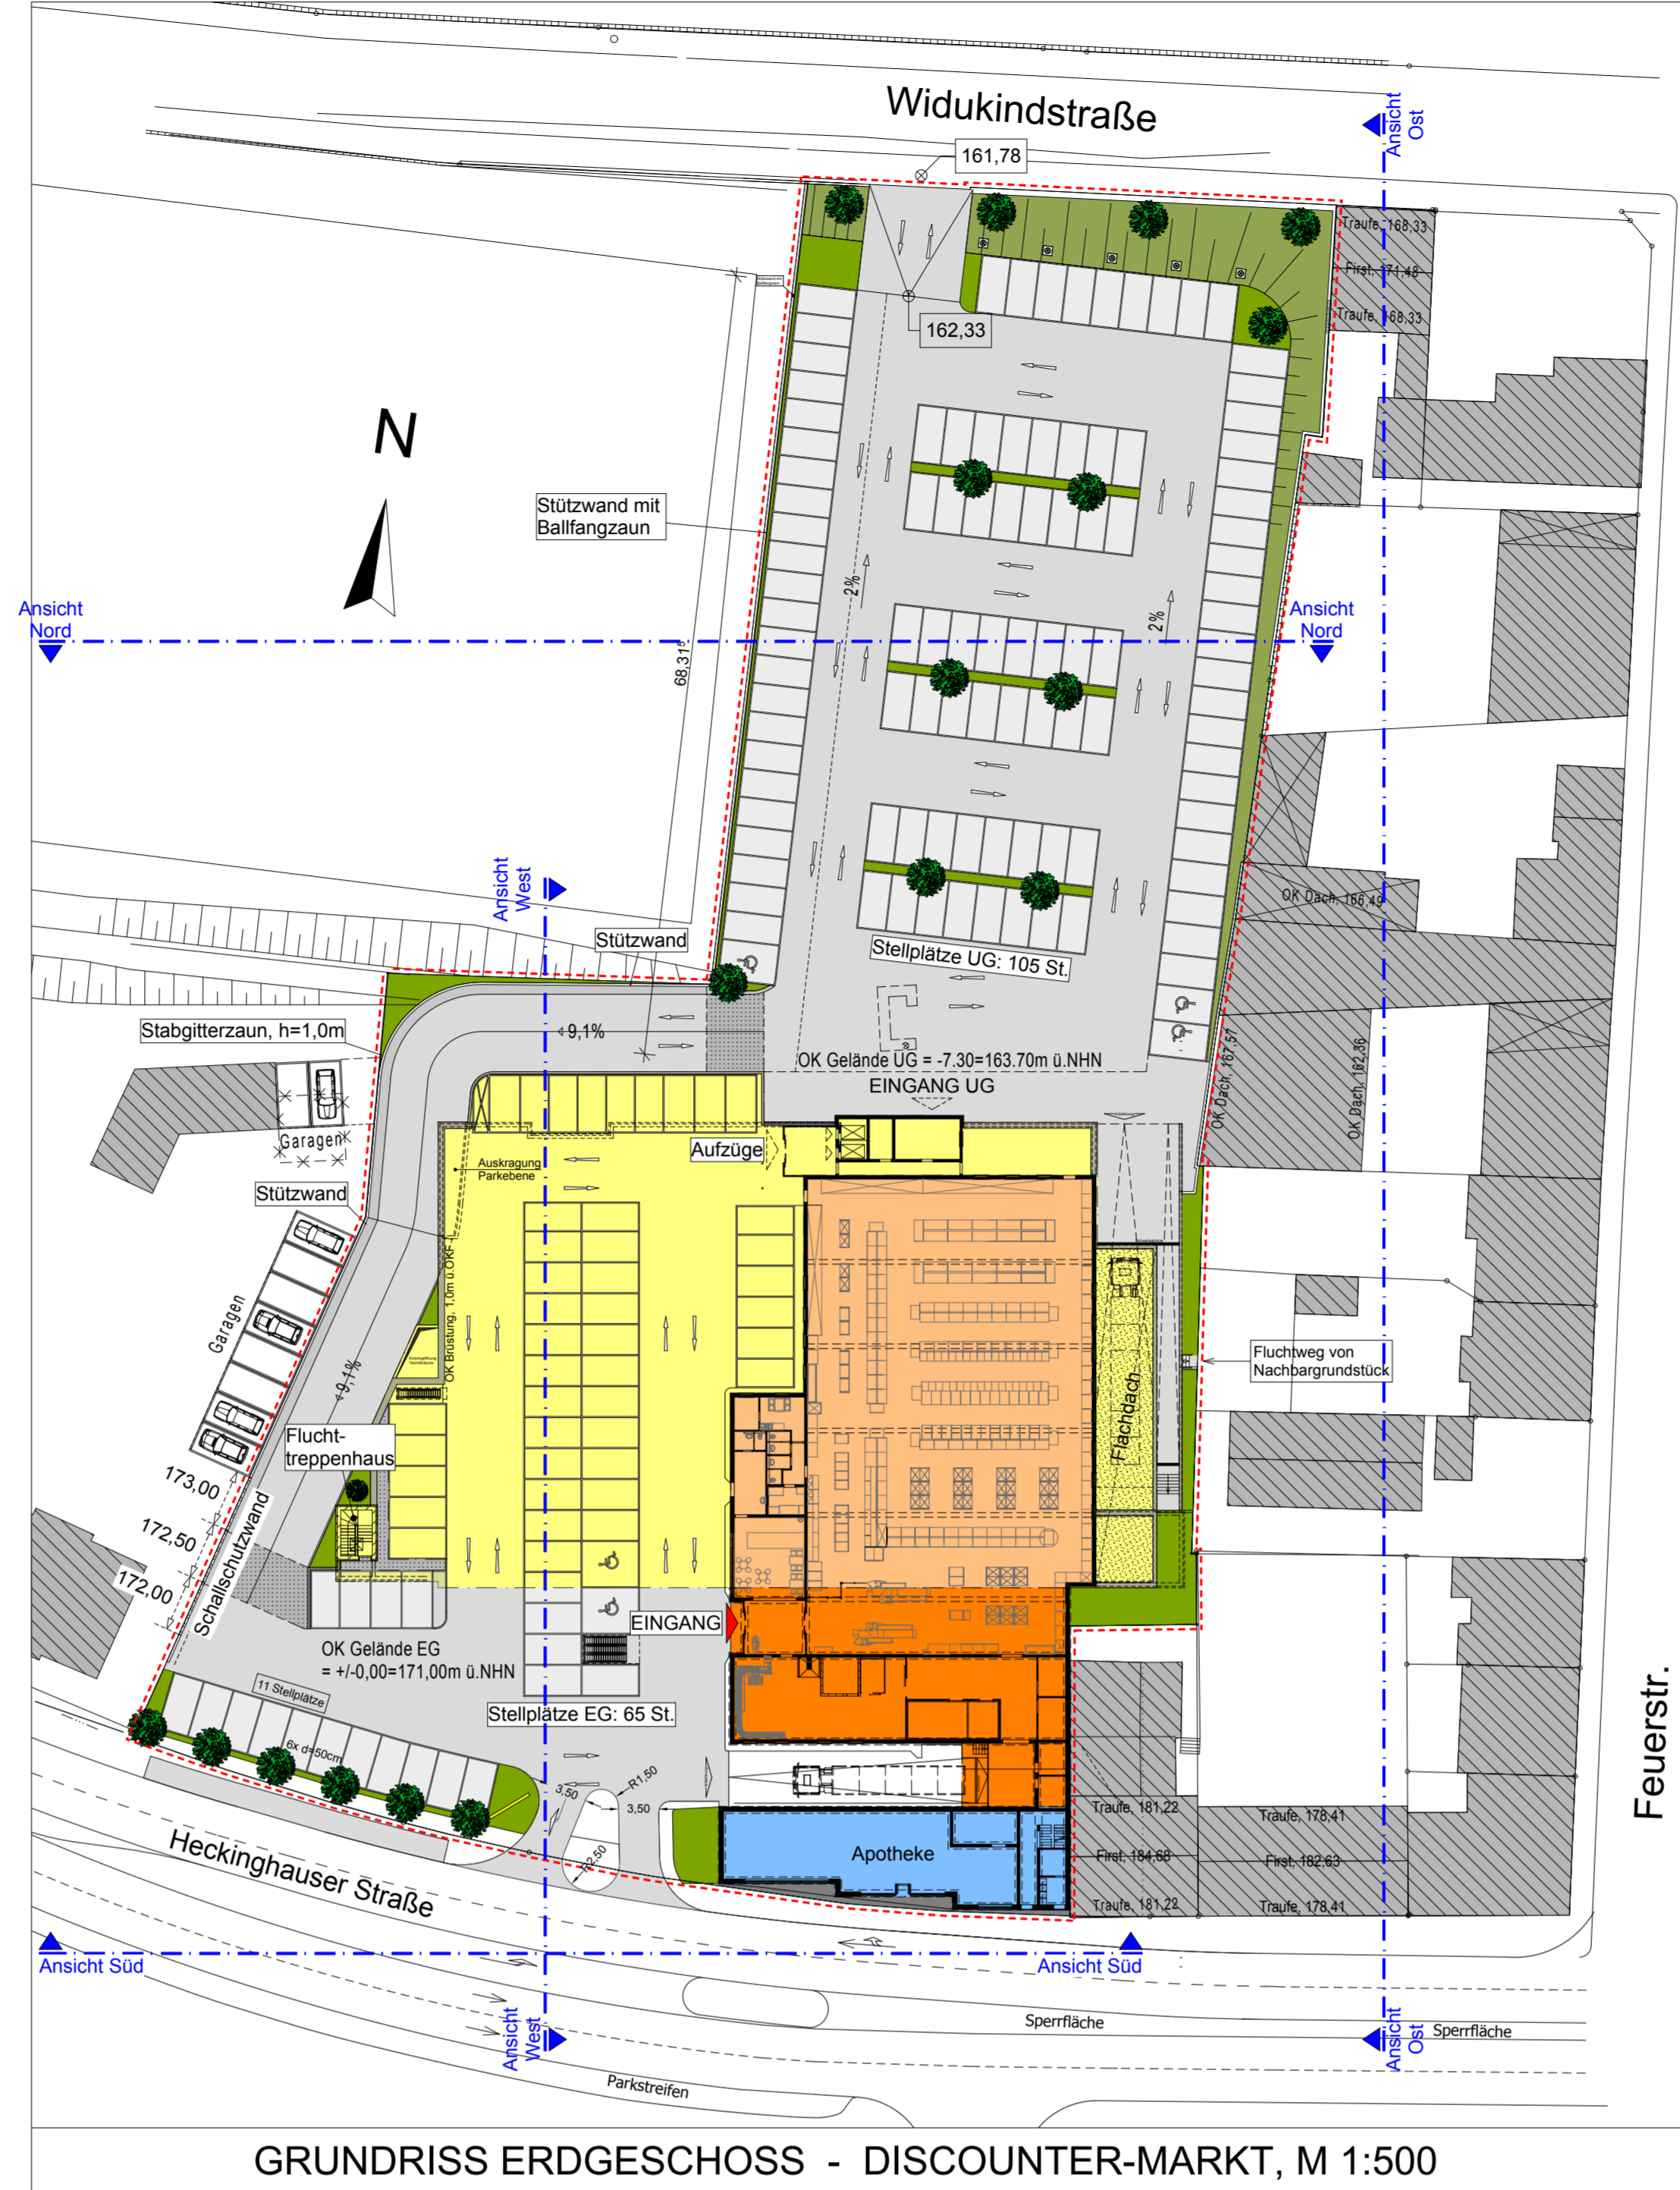 Widukindstraße
Ansicht
Ost
161,78
162,33
Traufe, 168,33
First, 171,48
Traufe, 168,33
N
Stützwand mit
Ballfangzaun
2%
2%
Ansicht
Nord
Ansicht
Nord
68,31⁵
Ansicht
West
Stützwand
Stellplätze UG: 105 St.
OK Dach, 166,49
Stabgitterzaun, h=1,0m
9,1%
OK Gelände UG = -7.30=163.70m ü.NHN
EINGANG UG
OK Dach, 167,57
OK Dach, 162,36
Garagen
Aufzüge
Auskragung
Parkebene
Stützwand
OK Brüstung, 1,0m ü.OKF
Garagen
9,1%
Flachdach
Fluchtweg von
Nachbargrundstück
Flucht-
treppenhaus
173,00
172,50
172,00
Schallschutzwand
EINGANG
OK Gelände EG
= +/-0,00=171,00m ü.NHN
11 Stellplätze
Stellplätze EG: 65 St.
6x d=50cm
3,50
R1,50
3,50
R2,50
Apotheke
Traufe, 181,22
First, 184,68
Traufe, 181,22
Traufe, 178,41
First, 182,63
Traufe, 178,41
Feuerstr.
Heckinghauser Straße
Ansicht Süd
Ansicht Süd
Ansicht
West
Ansicht
Ost
Sperrfläche
Sperrfläche
Parkstreifen
GRUNDRISS ERDGESCHOSS - DISCOUNTER-MARKT, M 1:500